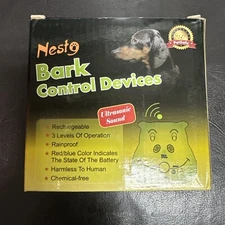 Nesto
Bark
Control Devices
Ultrasonic
Sound
Rechargeable
3 Levels Of Operation
Rainproof
Red/blue Color Indicates
The State Of The Battery
Harmless To Human
Chemical-free